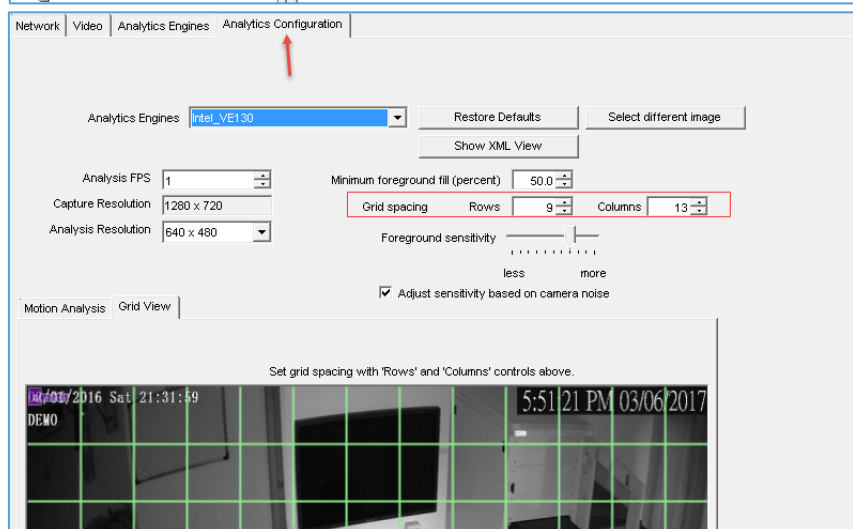 Network Video Analytics Engines Analytics Configuration
Analytics Engines Intel_VE130 Restore Defaults Select different image
Show XML View
Analysis FPS 1 Minimum foreground fill (percent) 50.0
Capture Resolution 1280 x 720 Grid spacing Rows 9 Columns 13
Analysis Resolution 640 x 480 Foreground sensitivity
less more
Adjust sensitivity based on camera noise
Motion Analysis Grid View
Set grid spacing with 'Rows' and 'Columns' controls above.
2016 Sat 21:31:59 5:51:21 PM 03/06/2017
DEMO